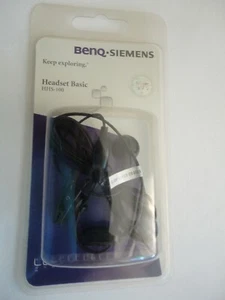 BenQ-SIEMENS
Keep exploring.
Headset Basic
HHS-100